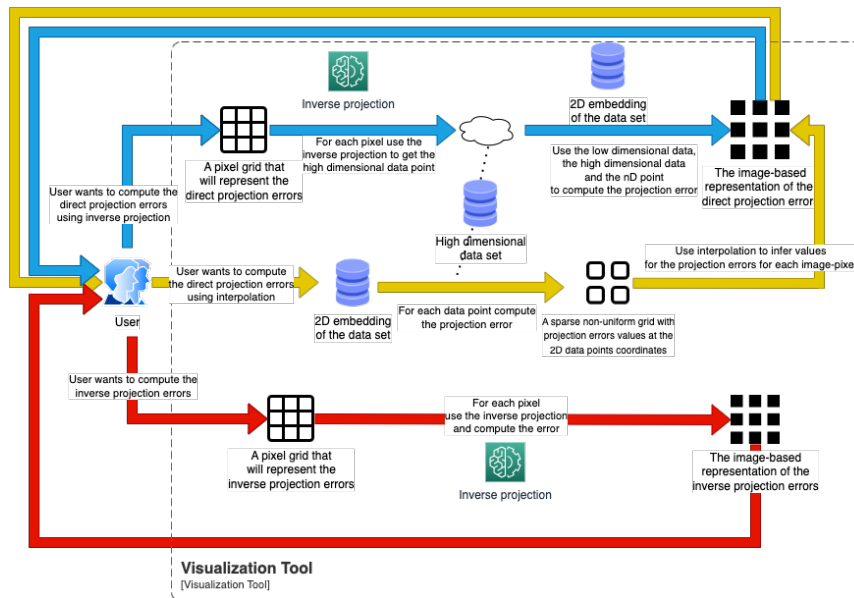 Inverse projection
2D embedding
of the data set
A pixel grid that
will represent the
direct projection errors
For each pixel use the
inverse projection to get the
high dimensional data point
Use the low dimensional data,
the high dimensional data
and the nD point
to compute the projection error
The image-based
representation of the
direct projection error
User wants to compute the
direct projection errors
using inverse projection
High dimensional
data set
Use interpolation to infer values
for the projection errors for each image-pixel
User
User wants to compute
the direct projection errors
using interpolation
2D embedding
of the data set
For each data point compute
the projection error
A sparse non-uniform grid with
projection errors values at the
2D data points coordinates
User wants to compute the
inverse projection errors
A pixel grid that
will represent the
inverse projection errors
For each pixel
use the inverse projection
and compute the error
Inverse projection
The image-based
representation of the
inverse projection errors
Visualization Tool
[Visualization Tool]